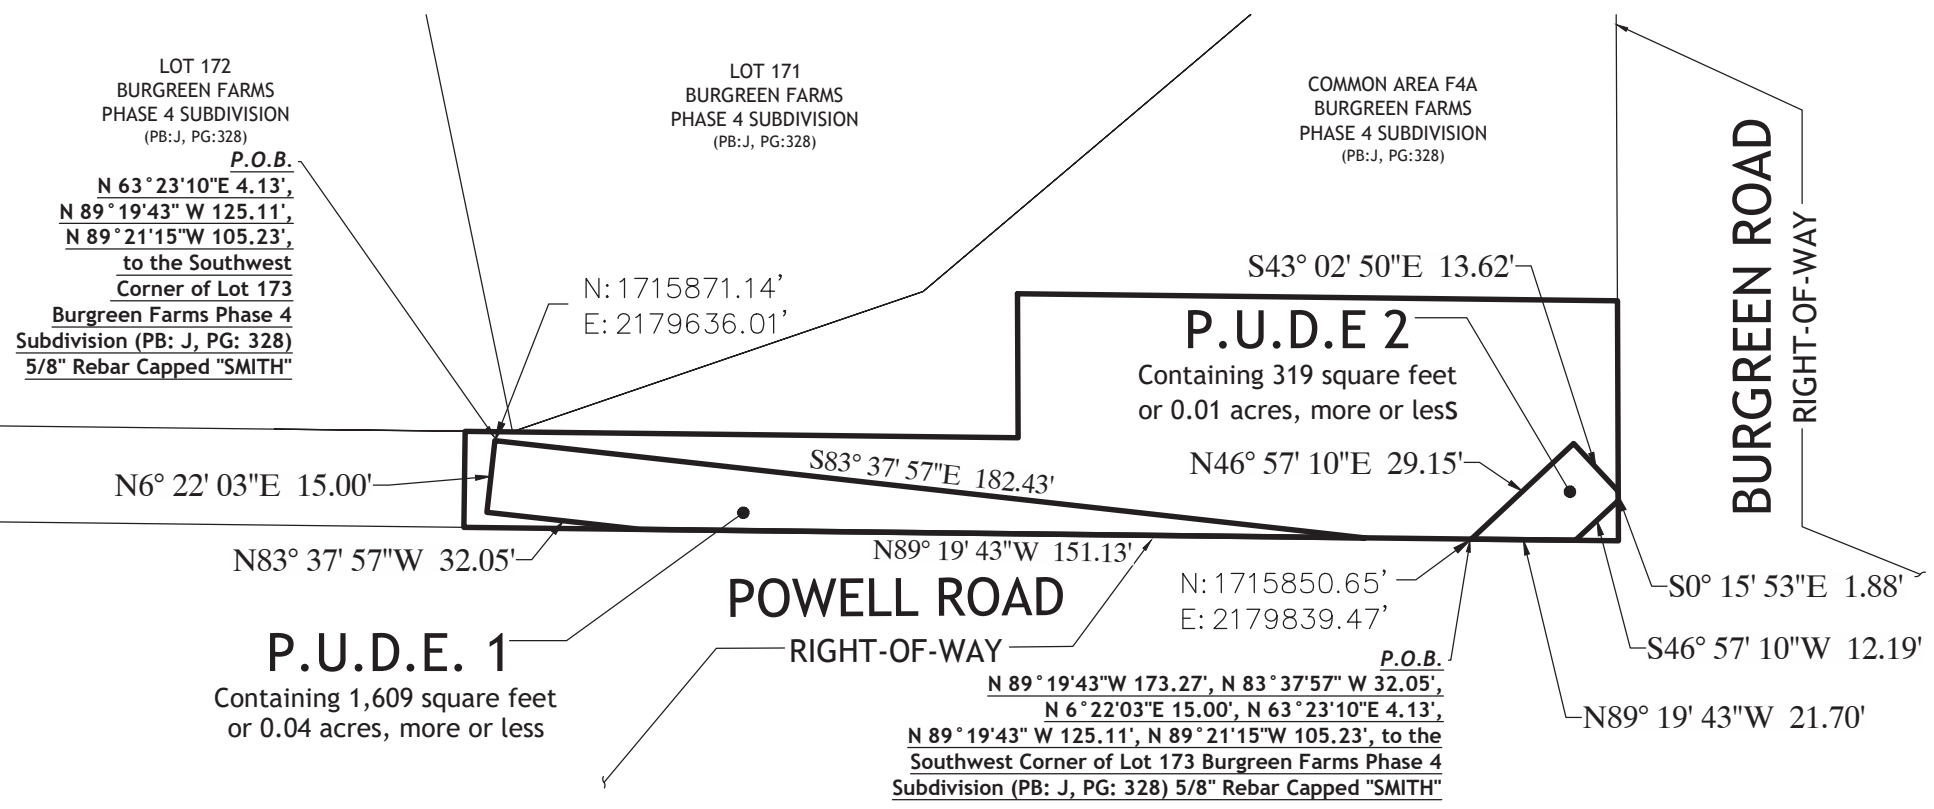 LOT 172
BURGREEN FARMS
PHASE 4 SUBDIVISION
(PB:J, PG:328)
P.O.B.
N 63°23'10"E 4.13',
N 89°19'43" W 125.11',
N 89°21'15"W 105.23',
to the Southwest
Corner of Lot 173
Burgreen Farms Phase 4
Subdivision (PB: J, PG: 328)
5/8" Rebar Capped "SMITH"
LOT 171
BURGREEN FARMS
PHASE 4 SUBDIVISION
(PB:J, PG:328)
COMMON AREA F4A
BURGREEN FARMS
PHASE 4 SUBDIVISION
(PB:J, PG:328)
BURGREEN ROAD
RIGHT-OF-WAY
N:1715871.14'
E:2179636.01'
S43° 02' 50"E 13.62'
P.U.D.E 2
Containing 319 square feet
or 0.01 acres, more or less
N46° 57' 10"E 29.15'
S83° 37' 57"E 182.43'
N6° 22' 03"E 15.00'
N83° 37' 57"W 32.05'
N89° 19' 43"W 151.13'
POWELL ROAD
RIGHT-OF-WAY
N:1715850.65'
E:2179839.47'
S0° 15' 53"E 1.88'
S46° 57' 10"W 12.19'
N89° 19' 43"W 21.70'
P.U.D.E. 1
Containing 1,609 square feet
or 0.04 acres, more or less
P.O.B.
N 89°19'43"W 173.27', N 83°37'57" W 32.05',
N 6°22'03"E 15.00', N 63°23'10"E 4.13',
N 89°19'43" W 125.11', N 89°21'15"W 105.23', to the
Southwest Corner of Lot 173 Burgreen Farms Phase 4
Subdivision (PB: J, PG: 328) 5/8" Rebar Capped "SMITH"